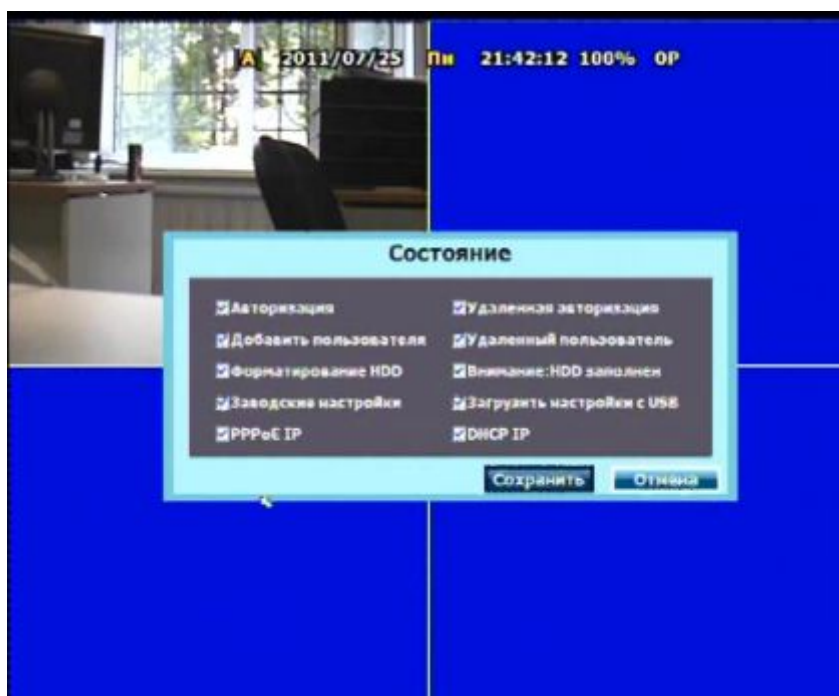 [A] 2011/07/25 Пн 21:42:12 100% OP
Состояние
Авторизация Удаленная авторизация
Добавить пользователя Удаленный пользователь
Форматирование HDD Внимание:HDD заполнен
Заводские настройки Загрузить настройки с USB
PPPoE IP DHCP IP
Сохранить Отмена